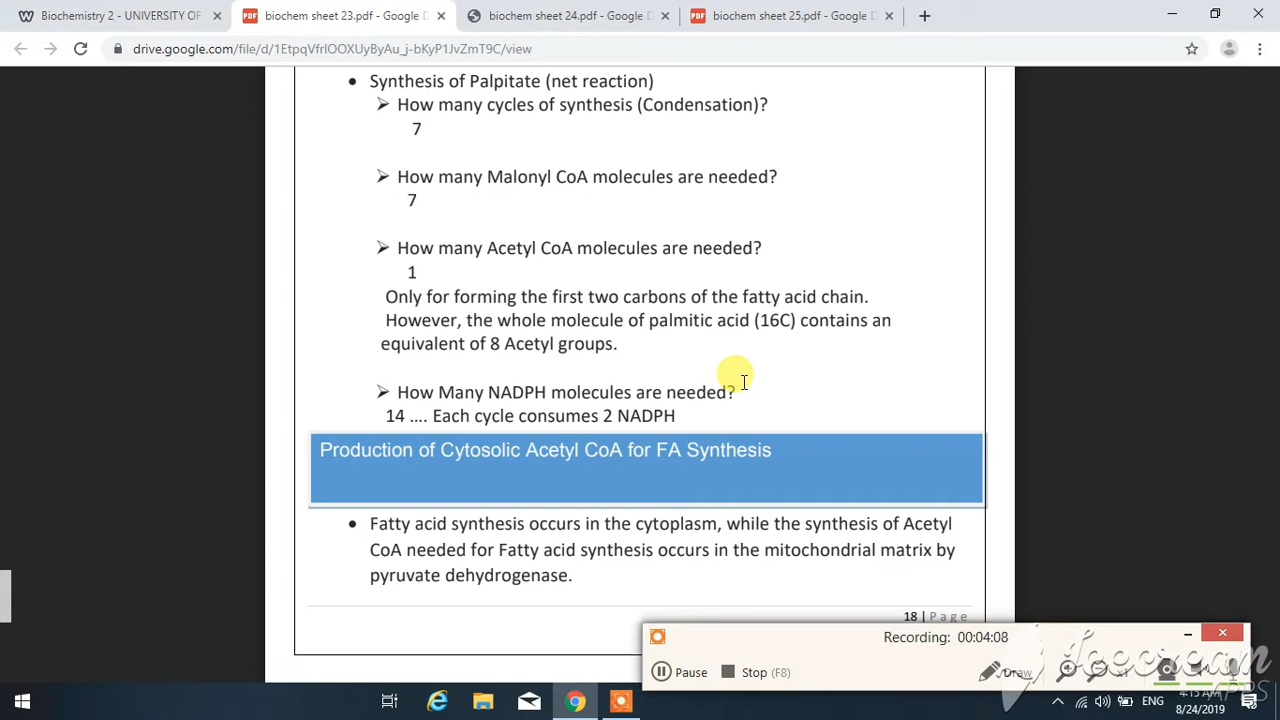 Biochemistry 2 - UNIVERSITY OF
biochem sheet 23.pdf - Google D
biochem sheet 24.pdf - Google D
biochem sheet 25.pdf - Google D
drive.google.com/file/d/1EtpqVfrIOOXUyByAu_j-bKyP1JvZmT9C/view
• Synthesis of Palpitate (net reaction)
➢ How many cycles of synthesis (Condensation)?
7
➢ How many Malonyl CoA molecules are needed?
7
➢ How many Acetyl CoA molecules are needed?
1
Only for forming the first two carbons of the fatty acid chain.
However, the whole molecule of palmitic acid (16C) contains an
equivalent of 8 Acetyl groups.
➢ How Many NADPH molecules are needed?
14 .... Each cycle consumes 2 NADPH
Production of Cytosolic Acetyl CoA for FA Synthesis
• Fatty acid synthesis occurs in the cytoplasm, while the synthesis of Acetyl
CoA needed for Fatty acid synthesis occurs in the mitochondrial matrix by
pyruvate dehydrogenase.
18 | Page
Recording: 00:04:08
Pause Stop (F8) Draw x1
Icecream
APPS
ENG
4:15 AM
8/24/2019